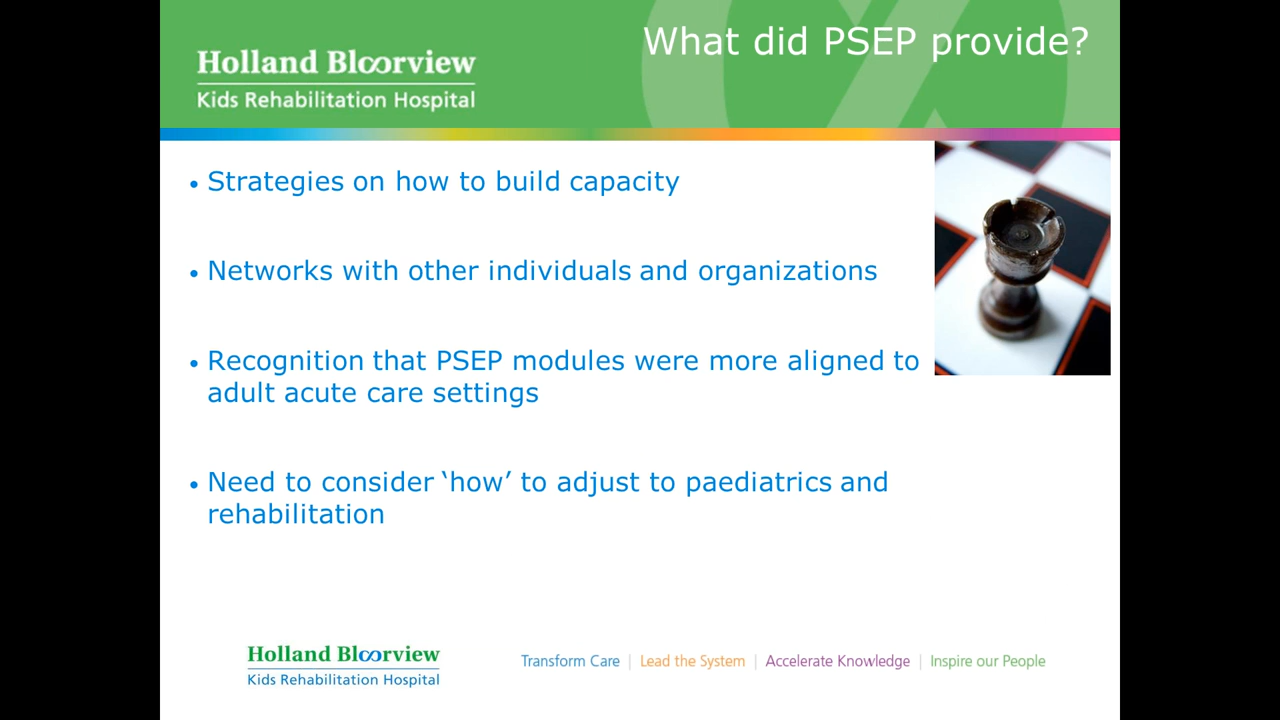 What did PSEP provide?
Holland Bloorview
Kids Rehabilitation Hospital
• Strategies on how to build capacity
• Networks with other individuals and organizations
• Recognition that PSEP modules were more aligned to
adult acute care settings
• Need to consider ‘how’ to adjust to paediatrics and
rehabilitation
Holland Bloorview
Kids Rehabilitation Hospital
Transform Care | Lead the System | Accelerate Knowledge | Inspire our People